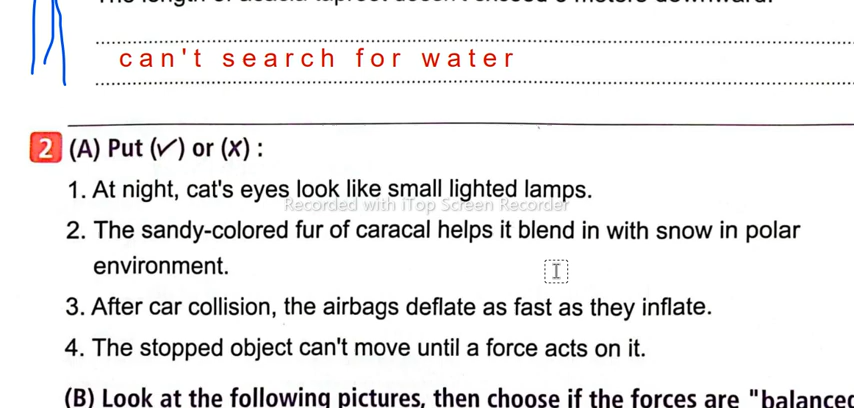 can't search for water
2 (A) Put (✓) or (✗) :
1. At night, cat's eyes look like small lighted lamps.
Recorded with iTop Screen Recorder
2. The sandy-colored fur of caracal helps it blend in with snow in polar
environment.
3. After car collision, the airbags deflate as fast as they inflate.
4. The stopped object can't move until a force acts on it.
(B) Look at the following pictures, then choose if the forces are "balanced